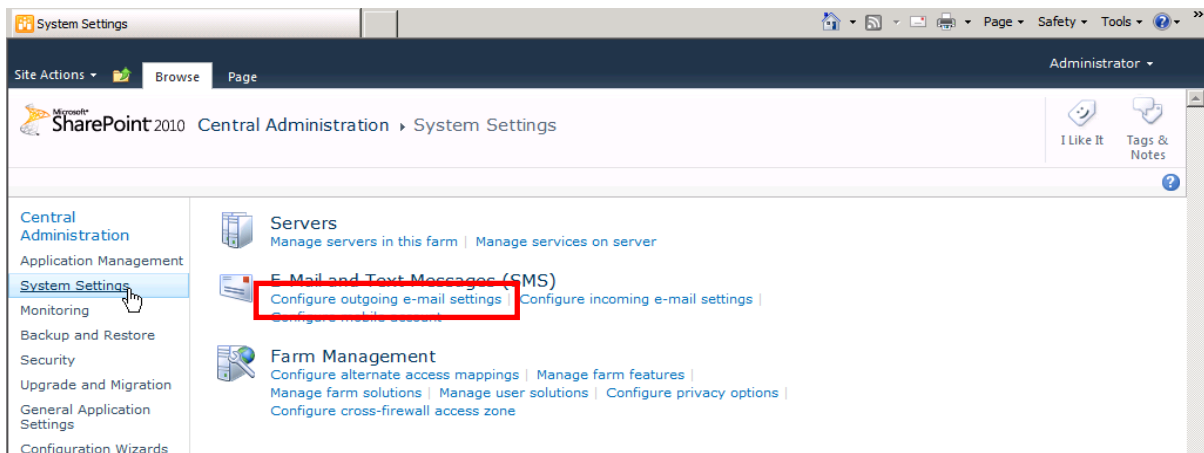 System Settings
Page Safety Tools »
Administrator
Site Actions Browse Page
Microsoft®
SharePoint® 2010 Central Administration System Settings
I Like It Tags &
Notes
Central
Administration
Application Management
System Settings
Monitoring
Backup and Restore
Security
Upgrade and Migration
General Application
Settings
Configuration Wizards
Servers
Manage servers in this farm | Manage services on server
E-Mail and Text Messages (SMS)
Configure outgoing e-mail settings | Configure incoming e-mail settings |
Configure mobile account
Farm Management
Configure alternate access mappings | Manage farm features |
Manage farm solutions | Manage user solutions | Configure privacy options |
Configure cross-firewall access zone